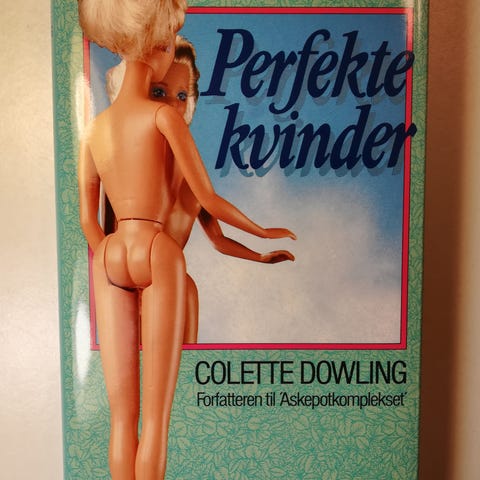 Perfekte
kvinder
COLETTE DOWLING
Forfatteren til 'Askepotkomplekset'